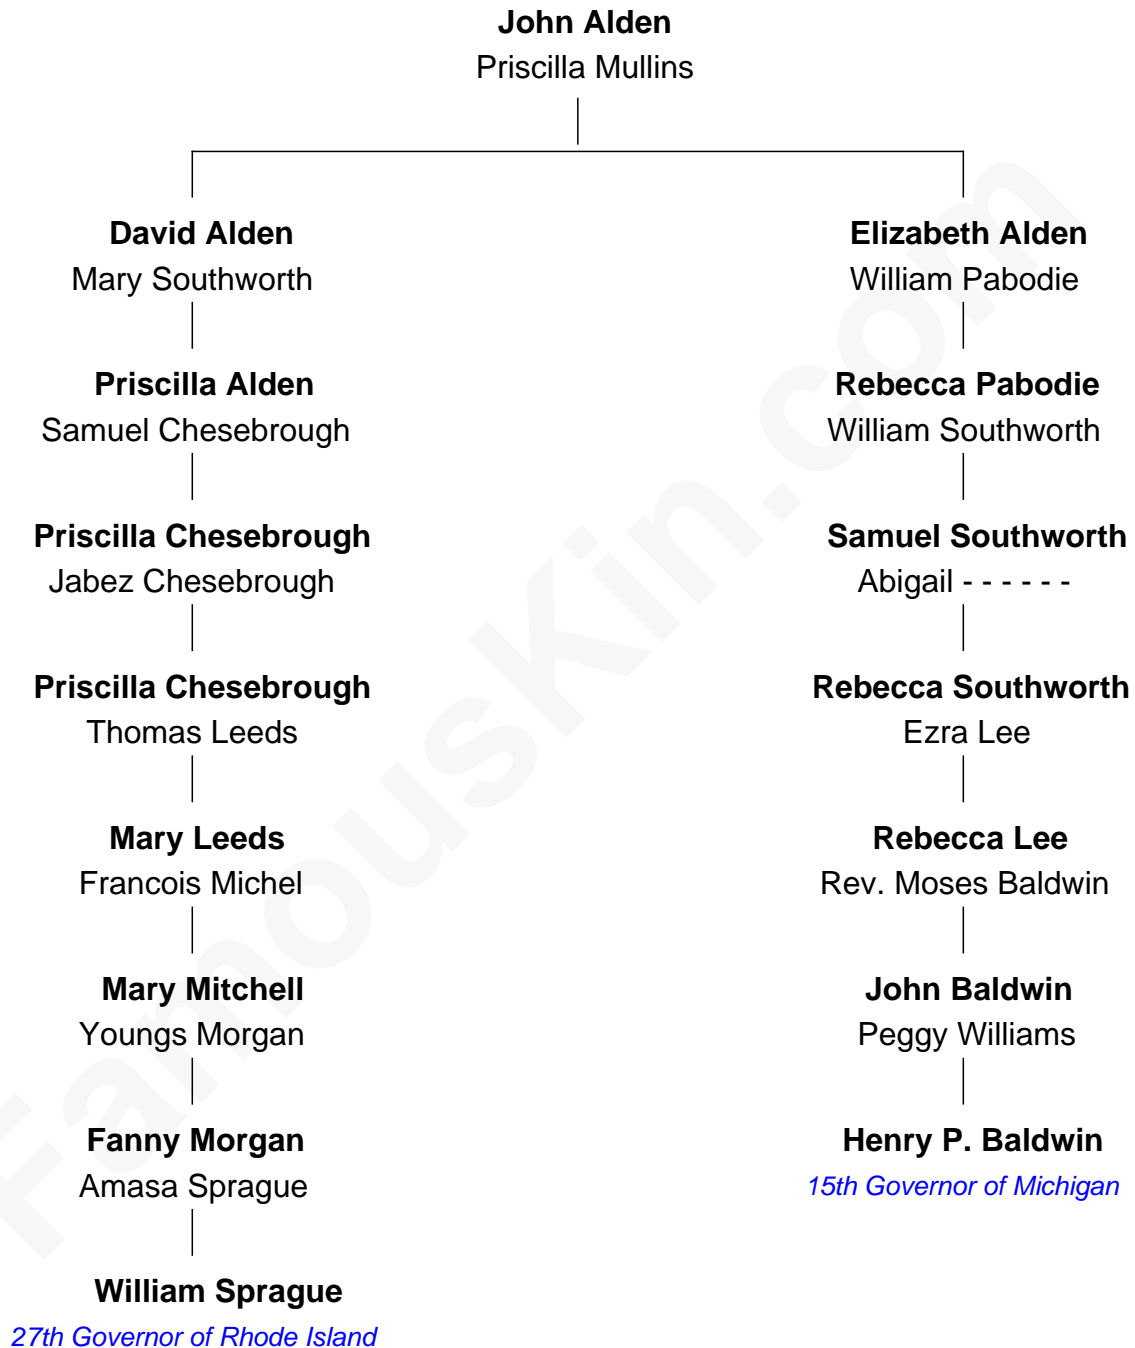 John Alden
Priscilla Mullins
David Alden
Mary Southworth
Elizabeth Alden
William Pabodie
Priscilla Alden
Samuel Chesebrough
Rebecca Pabodie
William Southworth
Priscilla Chesebrough
Jabez Chesebrough
Samuel Southworth
Abigail - - - - - -
Priscilla Chesebrough
Thomas Leeds
Rebecca Southworth
Ezra Lee
Mary Leeds
Francois Michel
Rebecca Lee
Rev. Moses Baldwin
Mary Mitchell
Youngs Morgan
John Baldwin
Peggy Williams
Fanny Morgan
Amasa Sprague
Henry P. Baldwin
15th Governor of Michigan
William Sprague
27th Governor of Rhode Island
FamousKin.com